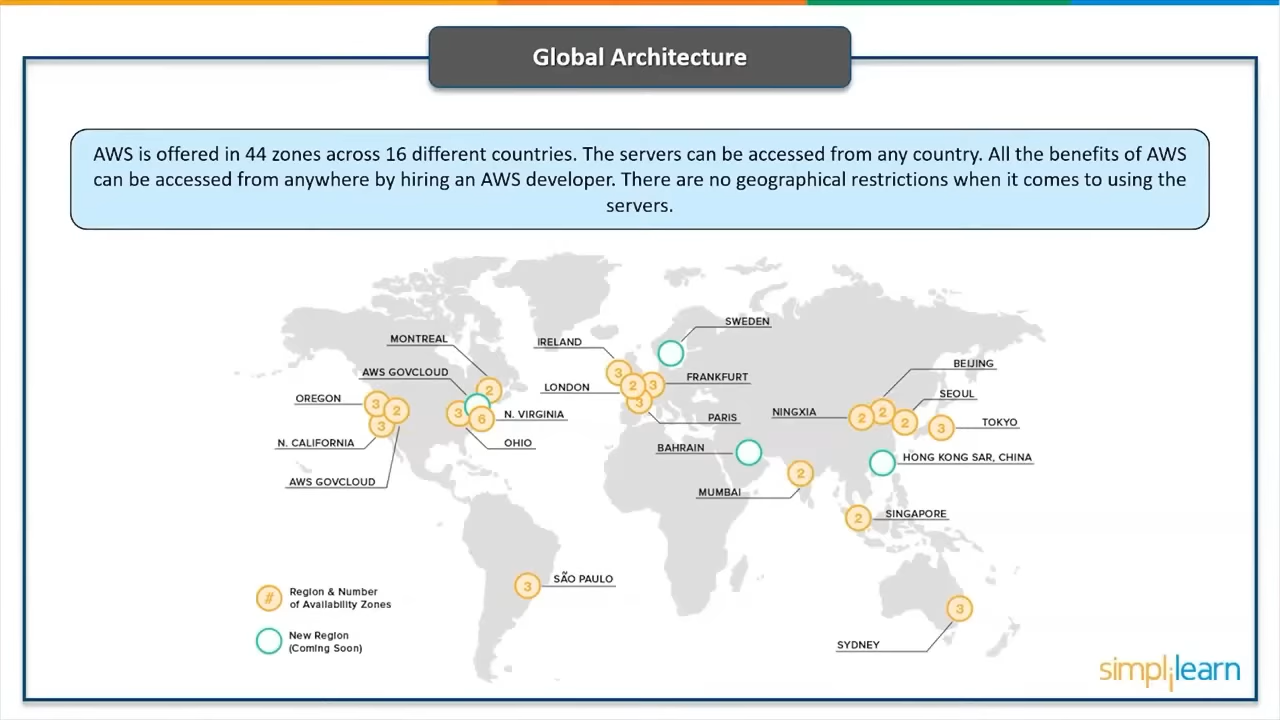 Global Architecture
AWS is offered in 44 zones across 16 different countries. The servers can be accessed from any country. All the benefits of AWS
can be accessed from anywhere by hiring an AWS developer. There are no geographical restrictions when it comes to using the
servers.
SWEDEN
MONTREAL
IRELAND
BEIJING
AWS GOVCLOUD
3
FRANKFURT
LONDON
2
3
2
SEOUL
OREGON
3
2
3
6
N. VIRGINIA
3
PARIS
NINGXIA
2
2
2
3
TOKYO
3
N. CALIFORNIA
OHIO
BAHRAIN
HONG KONG SAR, CHINA
AWS GOVCLOUD
2
MUMBAI
2
SINGAPORE
3
SÃO PAULO
# Region & Number
of Availability Zones
3
New Region
(Coming Soon)
SYDNEY
simplilearn